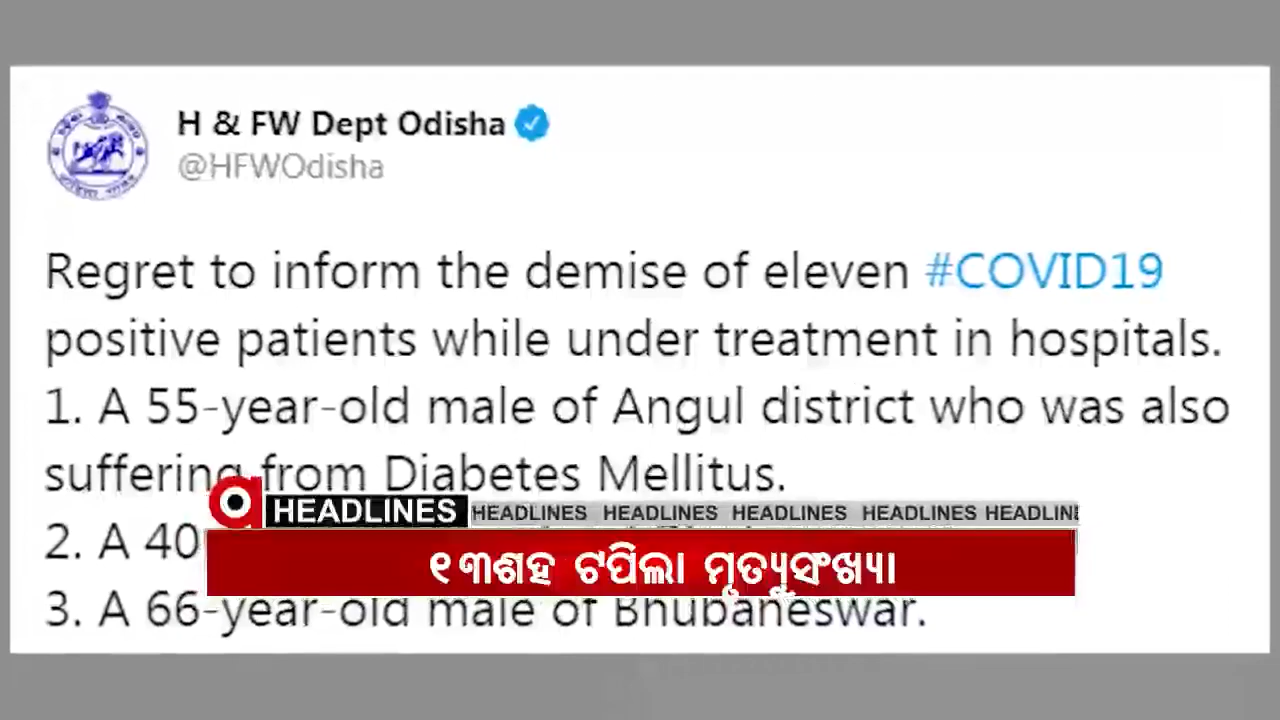 H & FW Dept Odisha
@HFWOdisha
Regret to inform the demise of eleven #COVID19
positive patients while under treatment in hospitals.
1. A 55-year-old male of Angul district who was also
suffering from Diabetes Mellitus.
HEADLINES HEADLINES HEADLINES HEADLINES HEADLINES HEADLINE
2. A 40
୧୩ଶହ ଟପିଲା ମୃତ୍ୟୁସଂଖ୍ୟା
3. A 66-year-old male of Bhubaneswar.